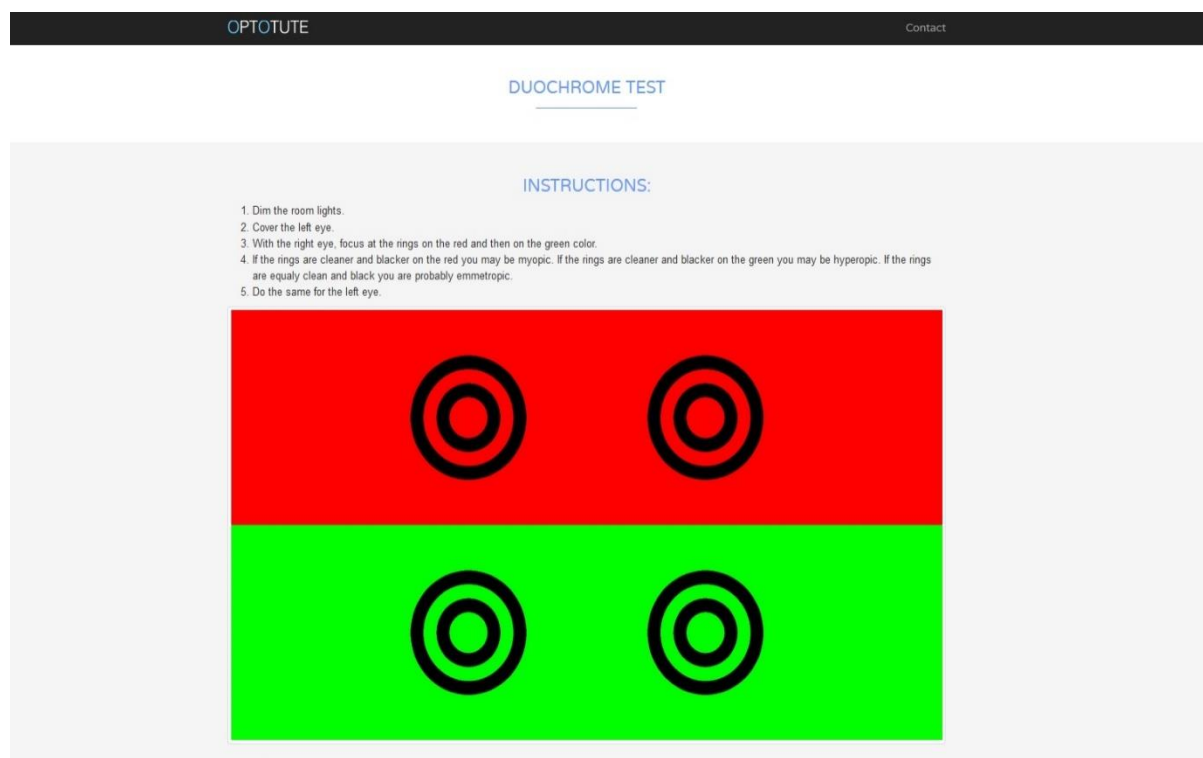 OPTOTUTE
Contact
DUOCHROME TEST
INSTRUCTIONS:
1. Dim the room lights.
2. Cover the left eye.
3. With the right eye, focus at the rings on the red and then on the green color.
4. If the rings are cleaner and blacker on the red you may be myopic. If the rings are cleaner and blacker on the green you may be hyperopic. If the rings
are equaly clean and black you are probably emmetropic.
5. Do the same for the left eye.